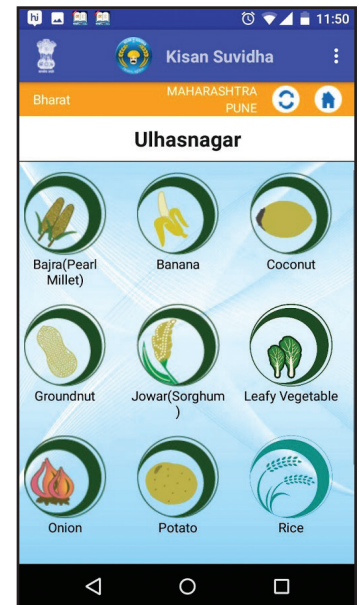 hi 11:50
Kisan Suvidha
Bharat MAHARASHTRA
PUNE
Ulhasnagar
Bajra(Pearl
Millet)
Banana
Coconut
Groundnut
Jowar(Sorghum
)
Leafy Vegetable
Onion
Potato
Rice